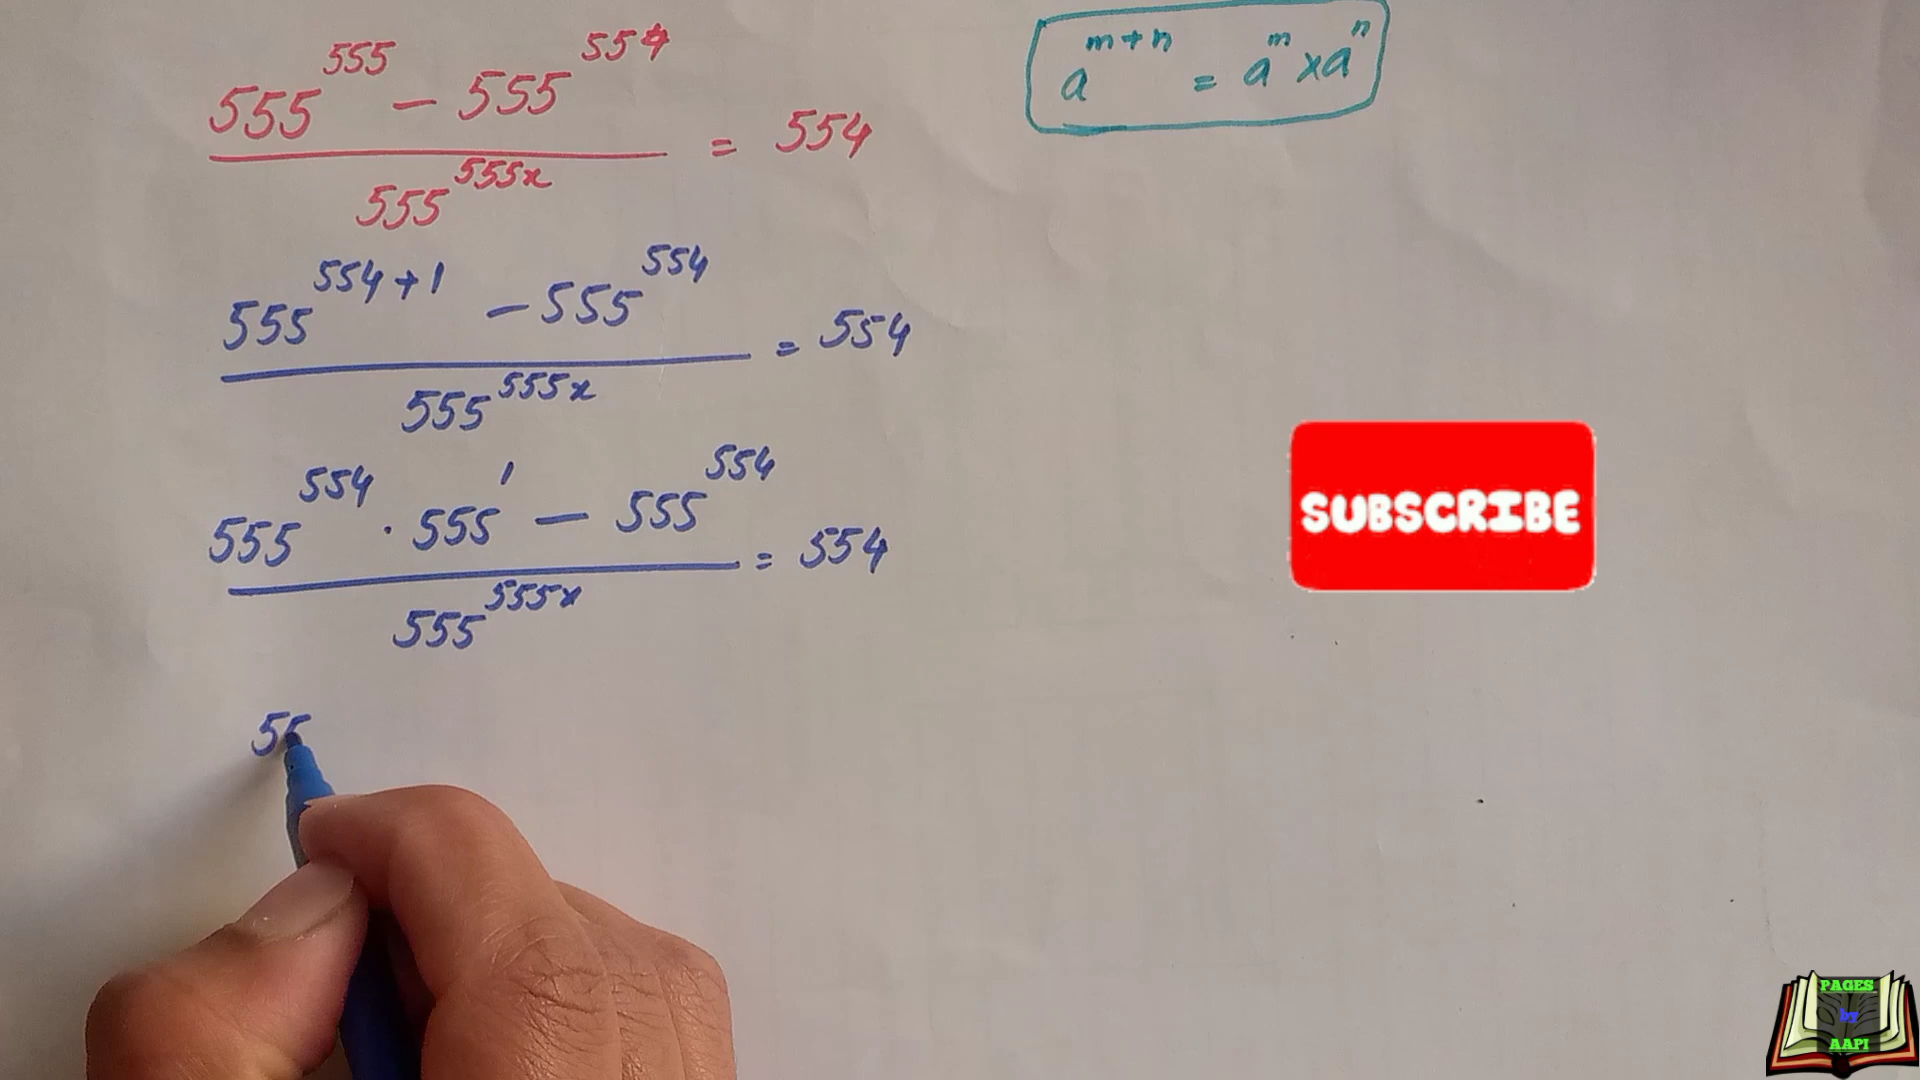 555^555 - 555^554 / 555^555x = 554
a^m+n = a^m × a^n
555^554+1 - 555^554 / 555^555x = 554
555^554 · 555^1 - 555^554 / 555^555x = 554
55
SUBSCRIBE
PAGES
by
AAPI